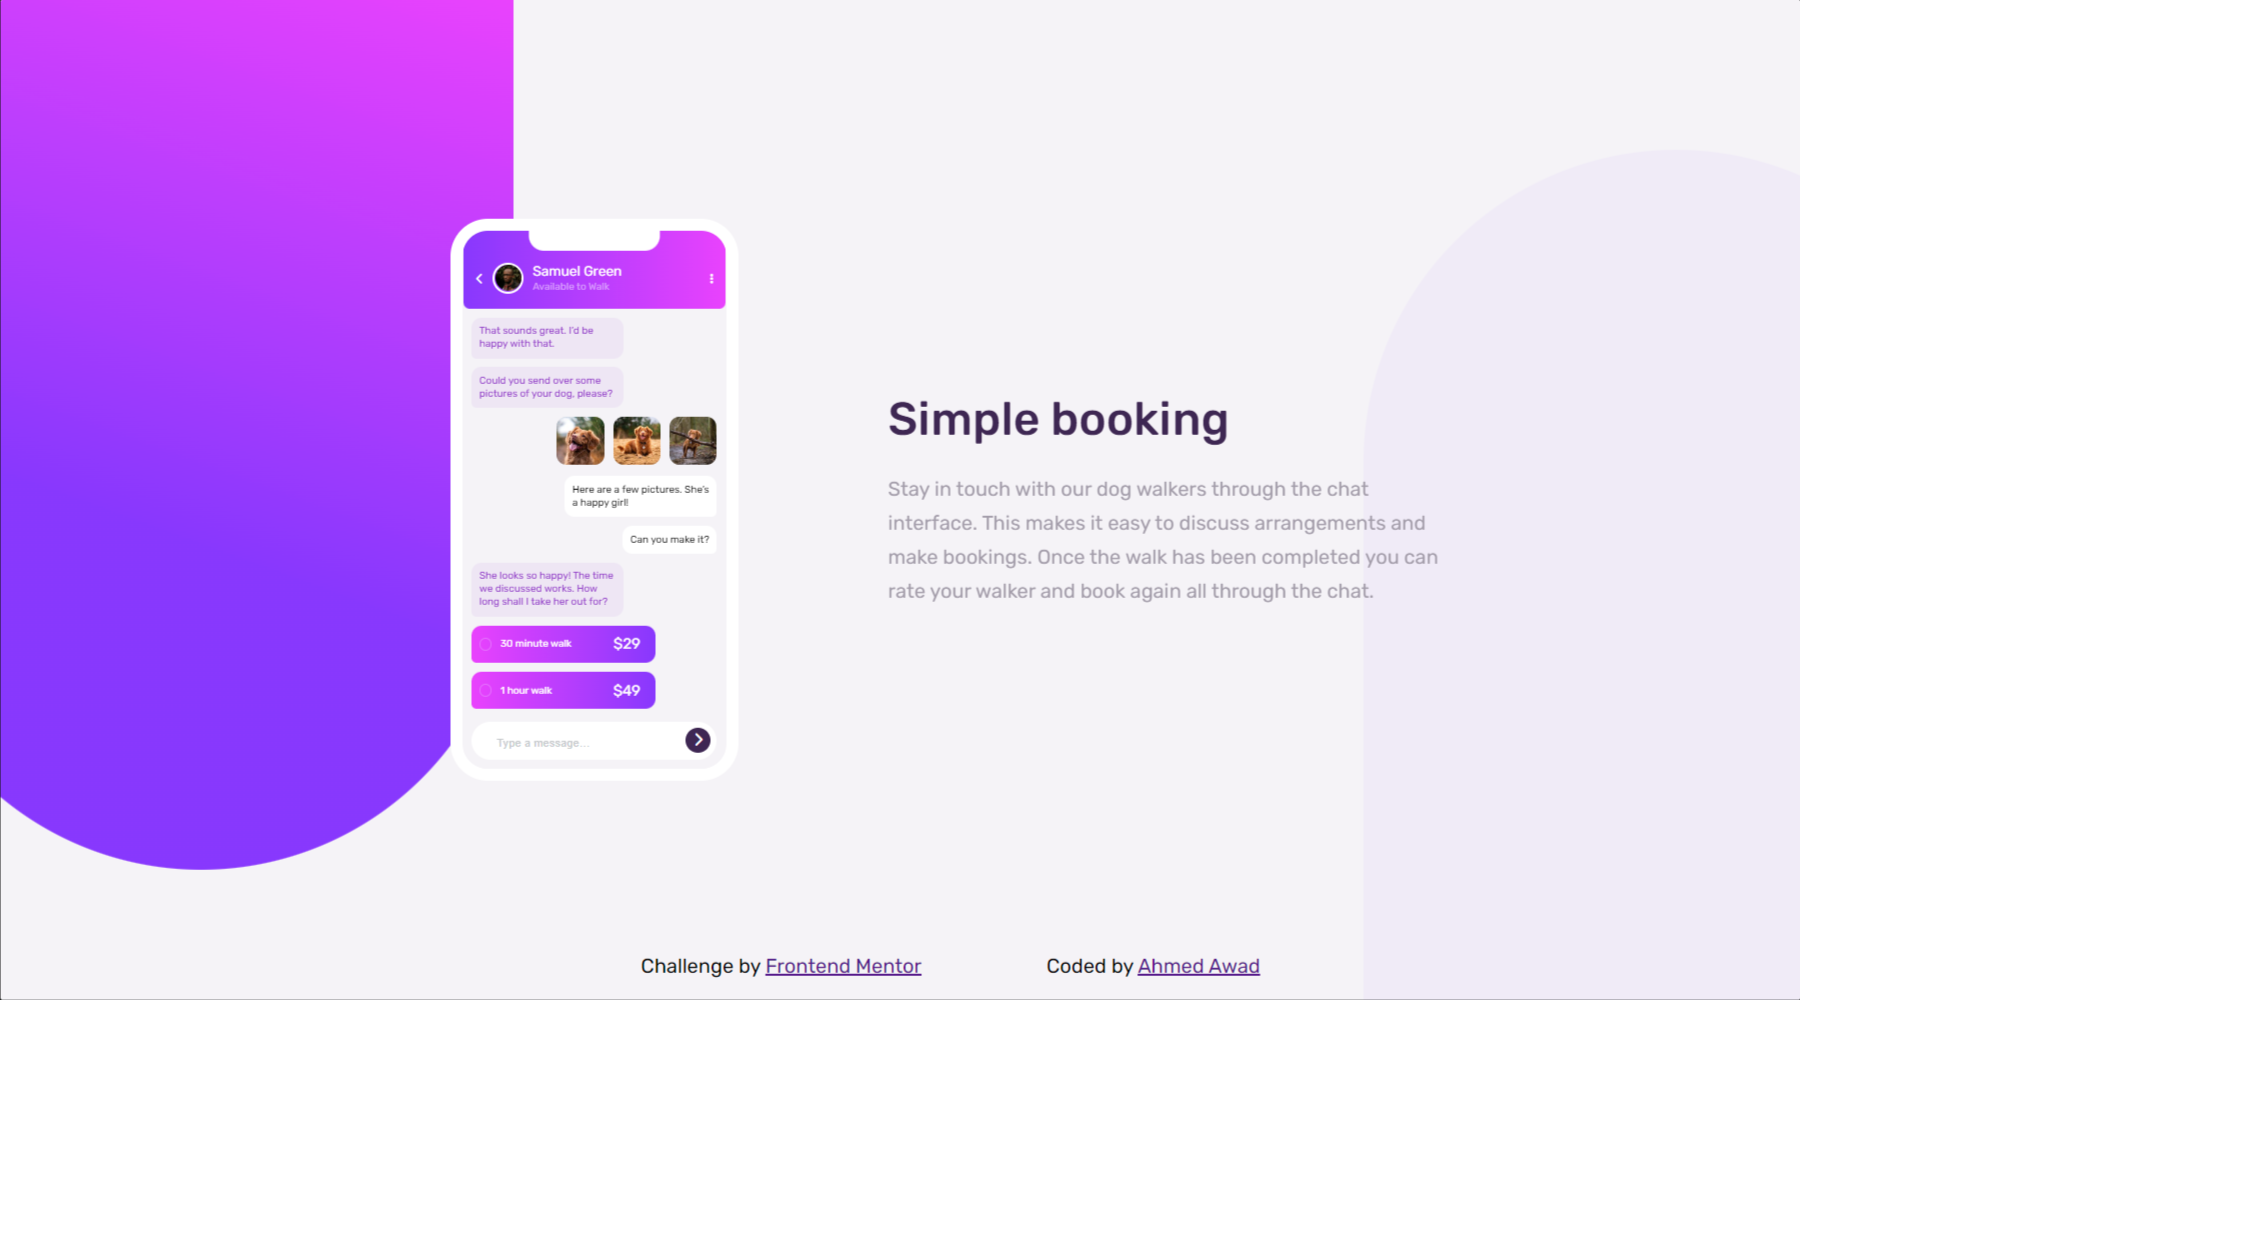 Samuel Green
Available to Walk
That sounds great. I'd be
happy with that.
Could you send over some
pictures of your dog, please?
Here are a few pictures. She's
a happy girl!
Can you make it?
She looks so happy! The time
we discussed works. How
long shall I take her out for?
30 minute walk $29
1 hour walk $49
Type a message...
Simple booking
Stay in touch with our dog walkers through the chat
interface. This makes it easy to discuss arrangements and
make bookings. Once the walk has been completed you can
rate your walker and book again all through the chat.
Challenge by Frontend Mentor
Coded by Ahmed Awad